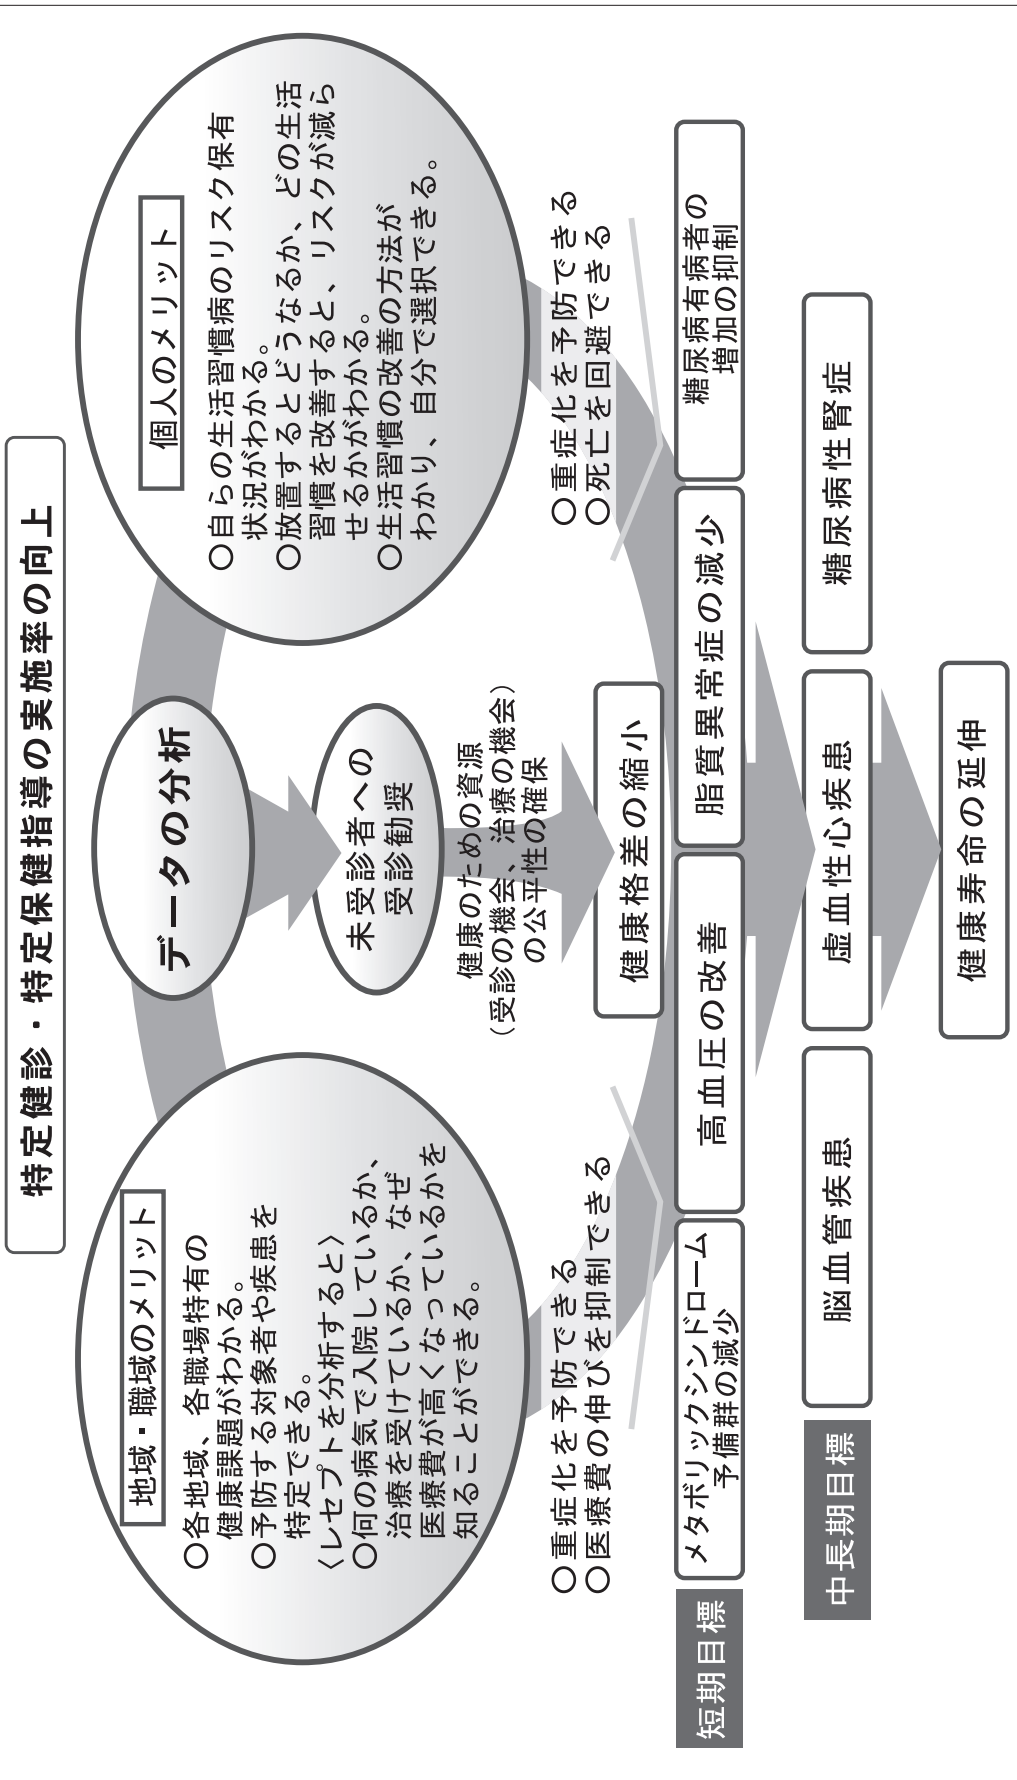 特定健診・特定保健指導の実施率の向上
データの分析
地域・職域のメリット
○各地域、各職場特有の
健康課題がわかる。
○予防する対象者や疾患を
特定できる。
〈レセプトを分析すると〉
○何の病気で入院しているか、
治療を受けているか、なぜ
医療費が高くなっているかを
知ることができる。
未受診者への
受診勧奨
個人のメリット
○自らの生活習慣病のリスク保有
状況がわかる。
○放置するとどうなるか、どの生活
習慣を改善すると、リスクが減ら
せるかがわかる。
○生活習慣の改善の方法が
わかり、自分で選択できる。
○重症化を予防できる
○医療費の伸びを抑制できる
健康のための資源
（受診の機会、治療の機会）
の公平性の確保
○重症化を予防できる
○死亡を回避できる
健康格差の縮小
短期目標
メタボリックシンドローム
予備群の減少
高血圧の改善
脂質異常症の減少
糖尿病有病者の
増加の抑制
中長期目標
脳血管疾患
虚血性心疾患
糖尿病性腎症
健康寿命の延伸